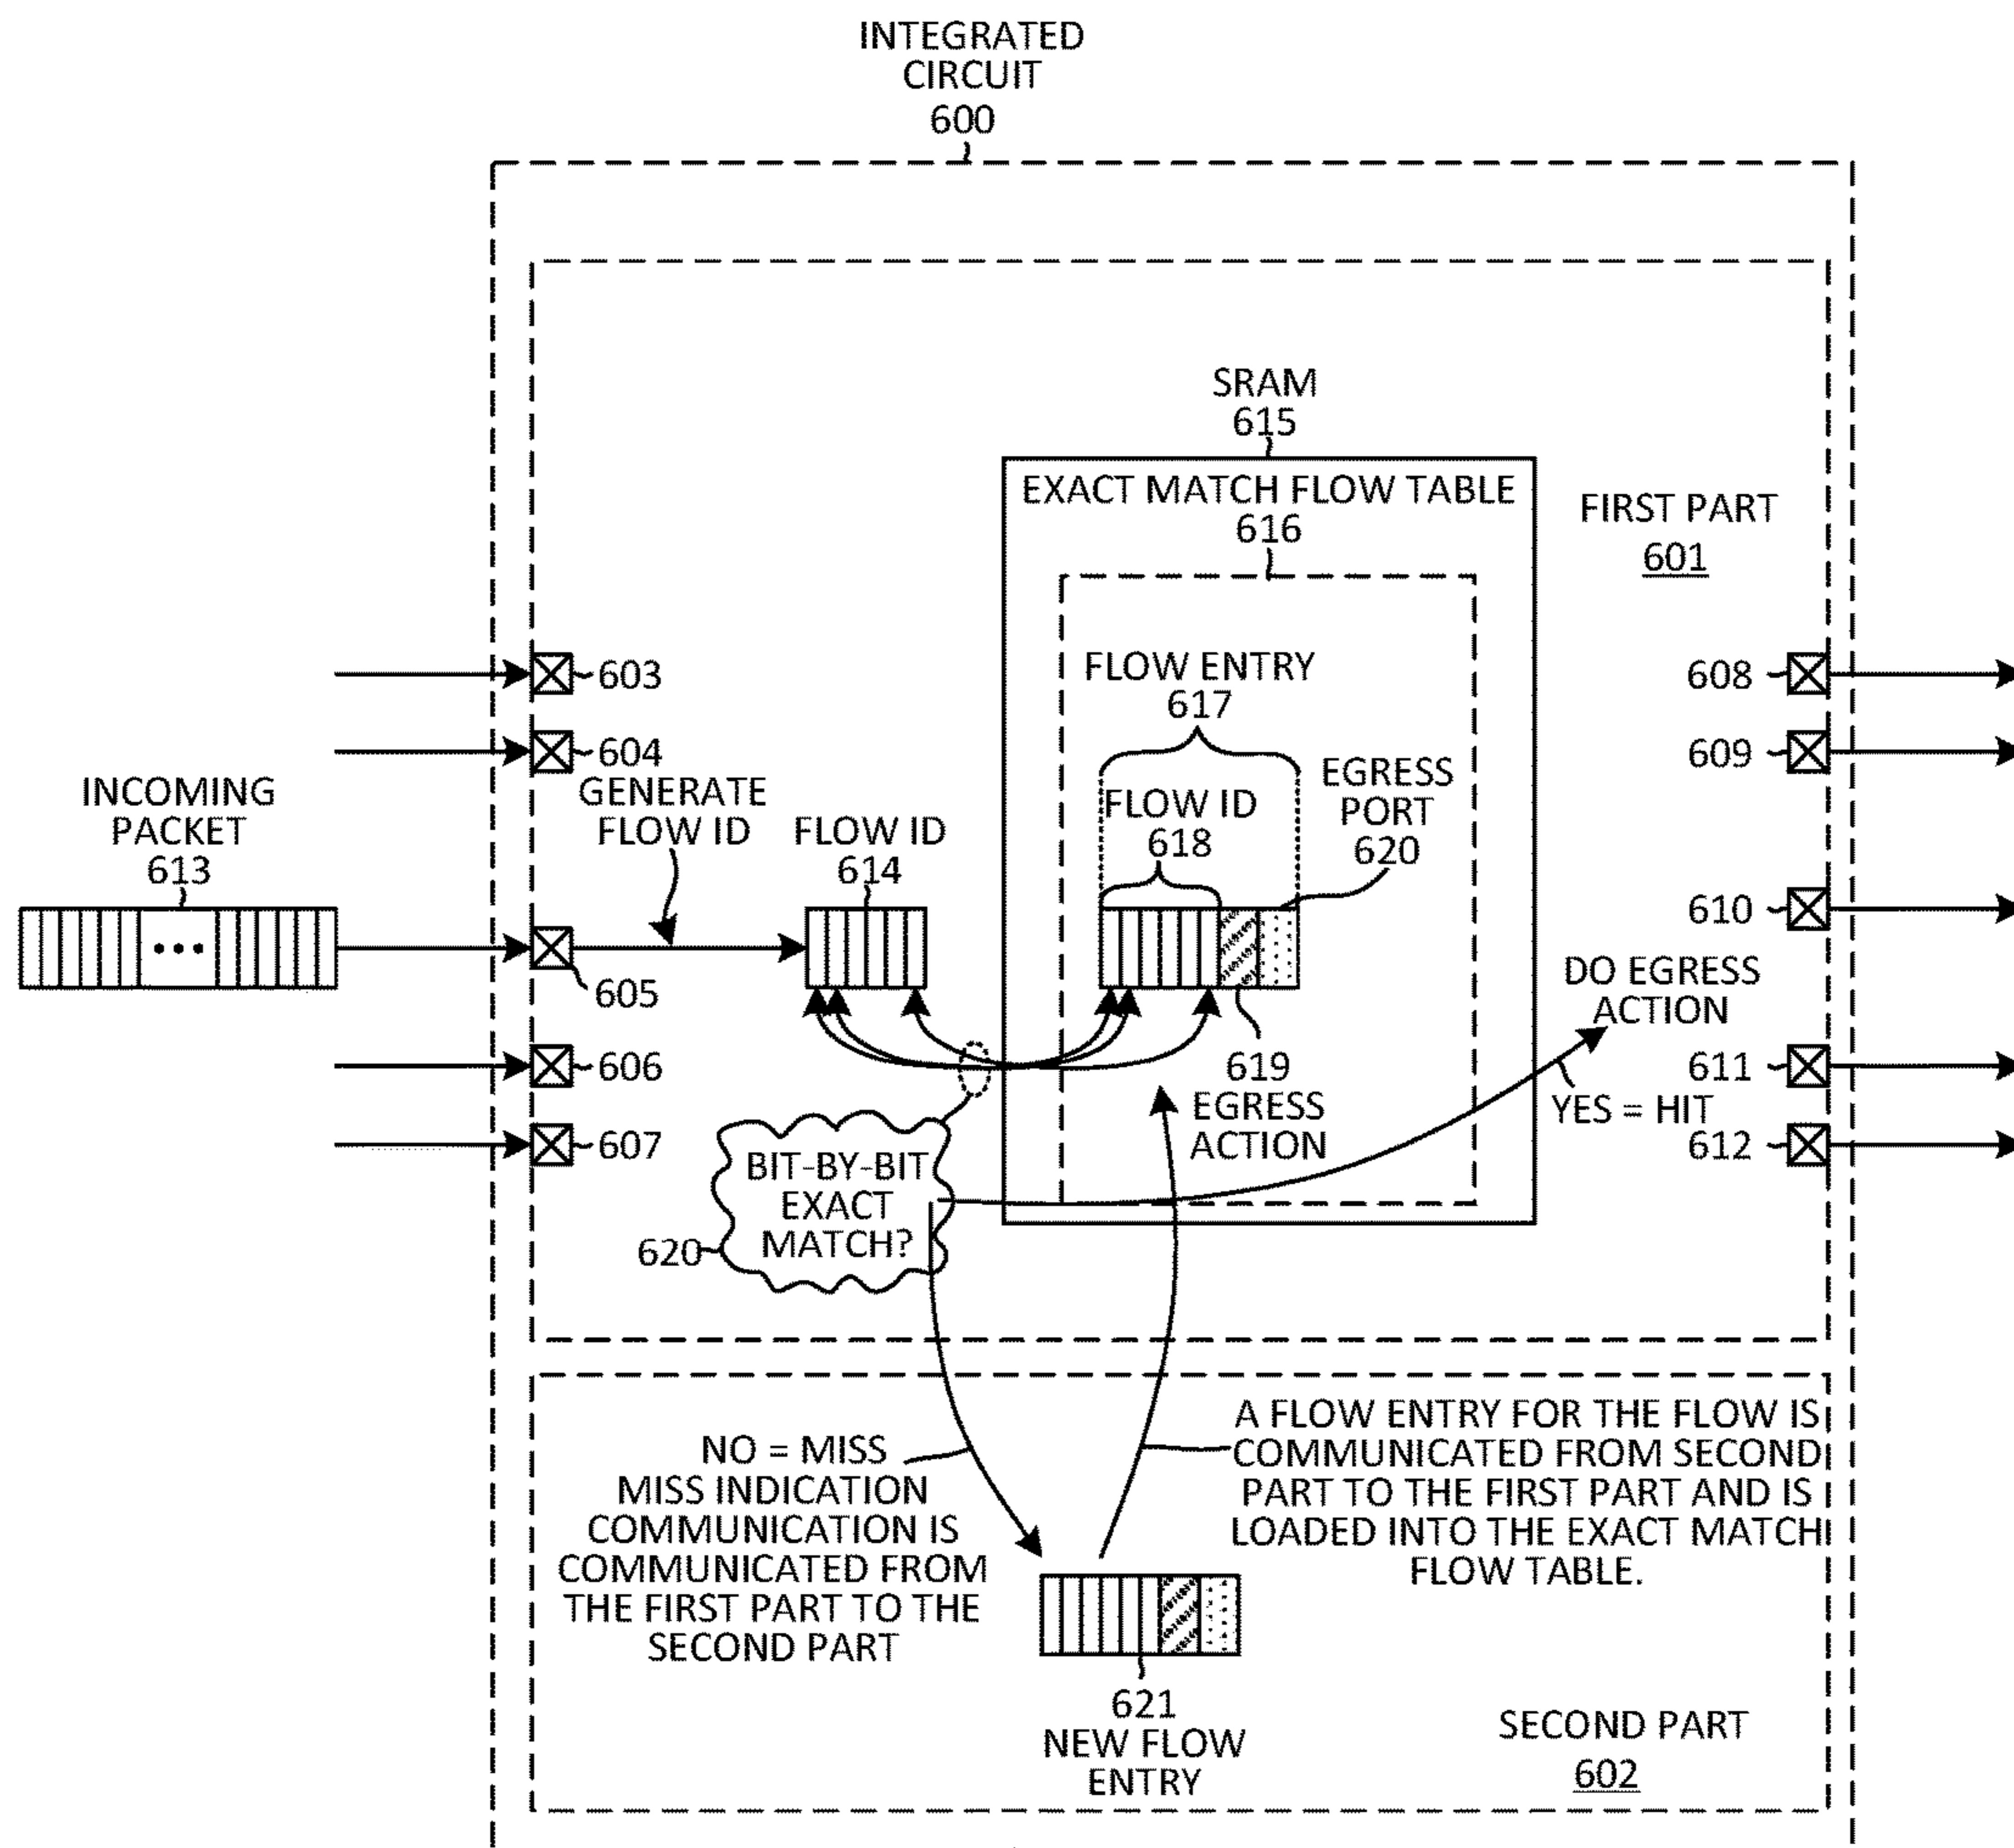 INTEGRATED
CIRCUIT
600
SRAM
615
EXACT MATCH FLOW TABLE
616
FIRST PART
601
603
604
FLOW ENTRY
617
608
609
INCOMING
PACKET
613
GENERATE
FLOW ID
FLOW ID
614
FLOW ID
618
EGRESS
PORT
620
605
610
DO EGRESS
ACTION
606
607
619
EGRESS
ACTION
611
YES = HIT
612
BIT-BY-BIT
EXACT
MATCH?
620
NO = MISS
MISS INDICATION
COMMUNICATION IS
COMMUNICATED FROM
THE FIRST PART TO THE
SECOND PART
A FLOW ENTRY FOR THE FLOW IS
COMMUNICATED FROM SECOND
PART TO THE FIRST PART AND IS
LOADED INTO THE EXACT MATCH
FLOW TABLE.
621
NEW FLOW
ENTRY
SECOND PART
602